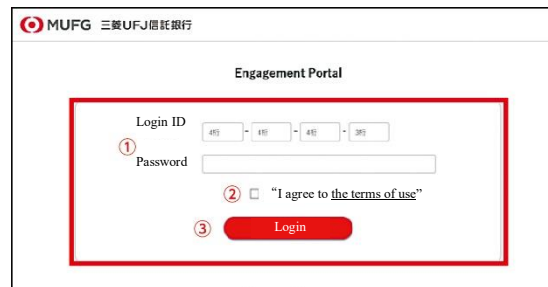 MUFG 三菱UFJ信託銀行
Engagement Portal
Login ID
4桁 - 4桁 - 4桁 - 3桁
①
Password
② “I agree to the terms of use”
③ Login